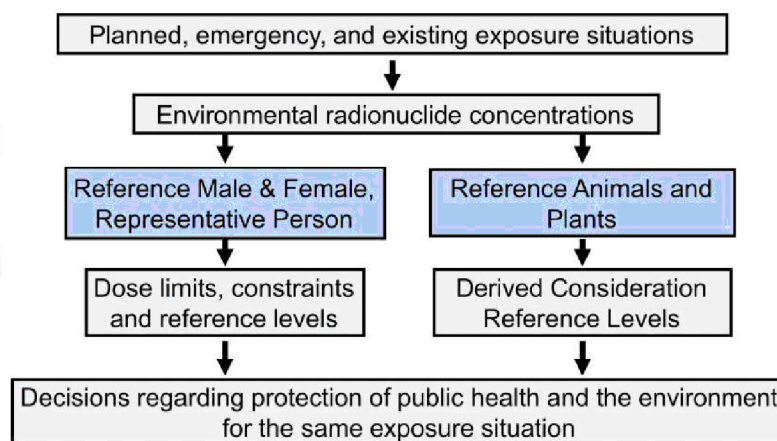 Planned, emergency, and existing exposure situations
Environmental radionuclide concentrations
Reference Male & Female,
Representative Person
Reference Animals and
Plants
Dose limits, constraints
and reference levels
Derived Consideration
Reference Levels
Decisions regarding protection of public health and the environment
for the same exposure situation